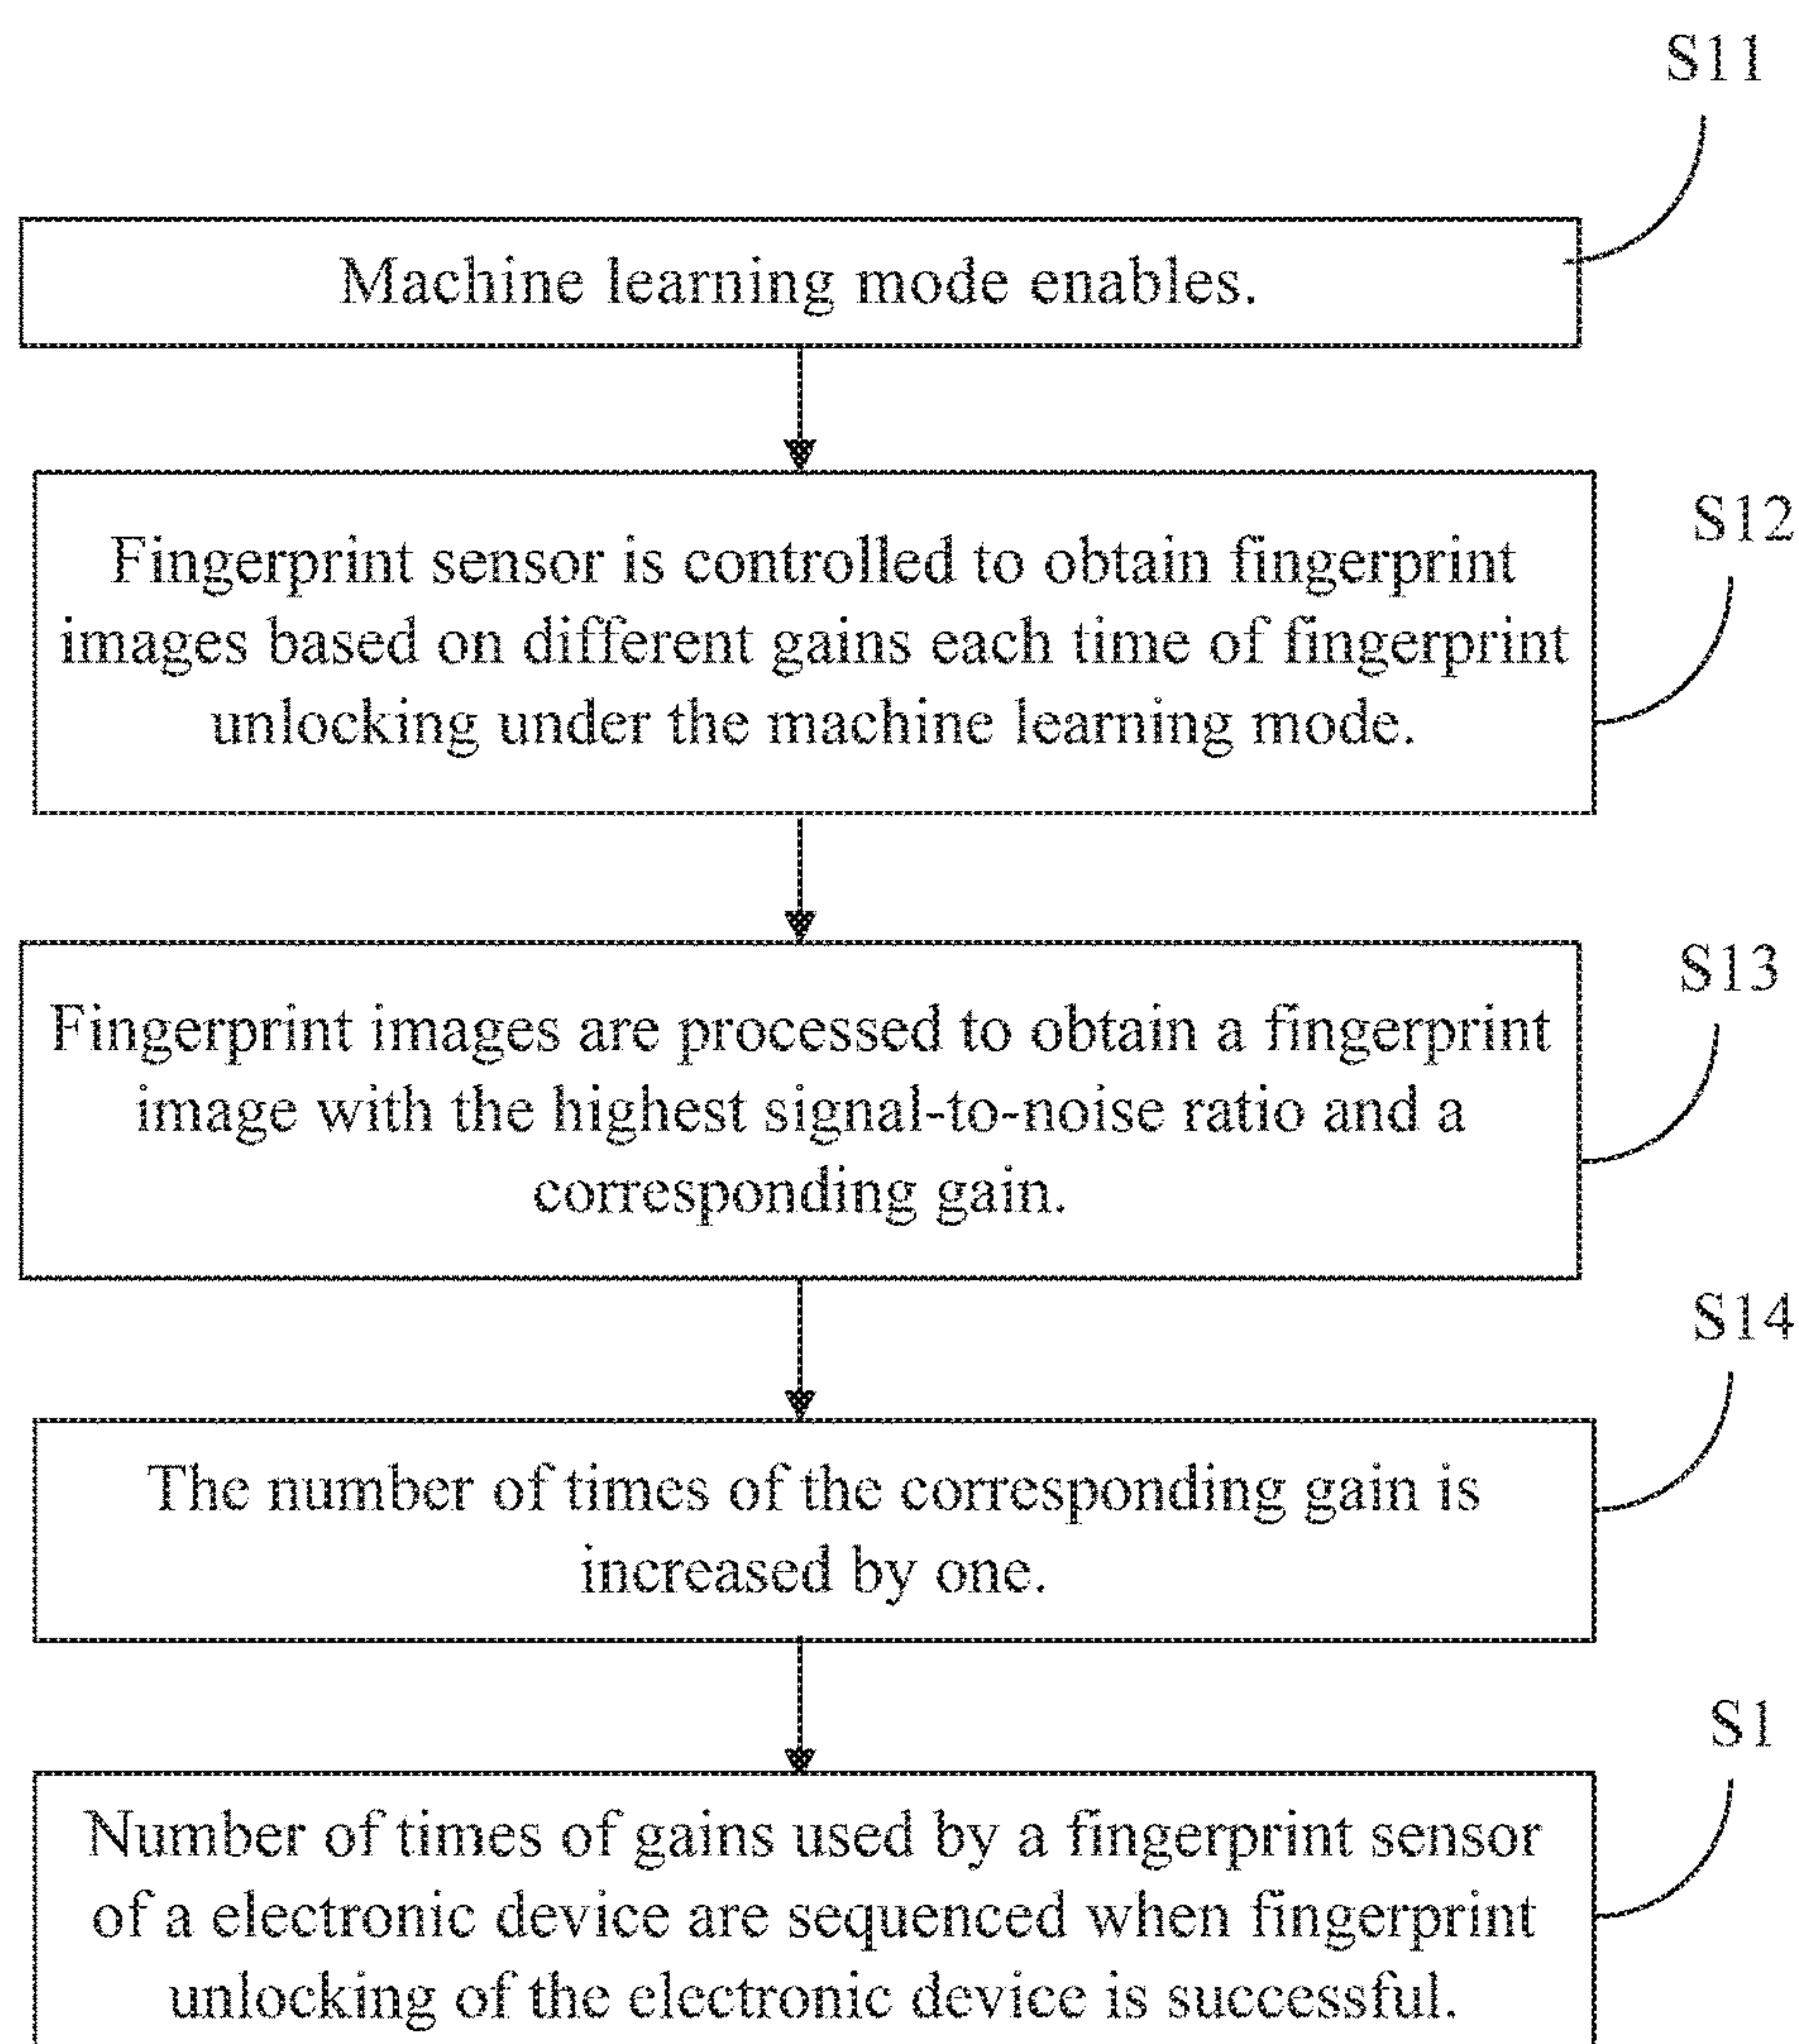 S11
Machine learning mode enables.
S12
Fingerprint sensor is controlled to obtain fingerprint
images based on different gains each time of fingerprint
unlocking under the machine learning mode.
S13
Fingerprint images are processed to obtain a fingerprint
image with the highest signal-to-noise ratio and a
corresponding gain.
S14
The number of times of the corresponding gain is
increased by one.
S1
Number of times of gains used by a fingerprint sensor
of a electronic device are sequenced when fingerprint
unlocking of the electronic device is successful.